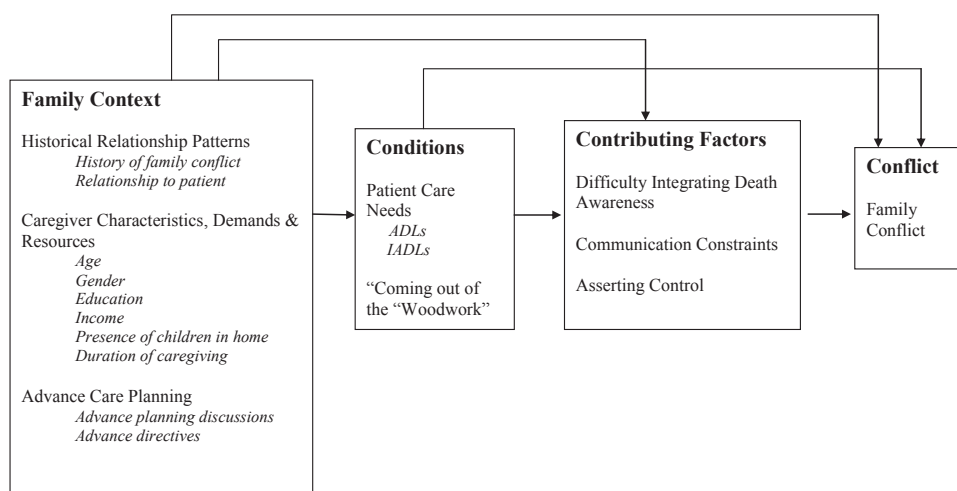 Family Context
Historical Relationship Patterns
History of family conflict
Relationship to patient
Caregiver Characteristics, Demands &
Resources
Age
Gender
Education
Income
Presence of children in home
Duration of caregiving
Advance Care Planning
Advance planning discussions
Advance directives
Conditions
Patient Care
Needs
ADLs
IADLs
“Coming out of
the “Woodwork”
Contributing Factors
Difficulty Integrating Death
Awareness
Communication Constraints
Asserting Control
Conflict
Family
Conflict